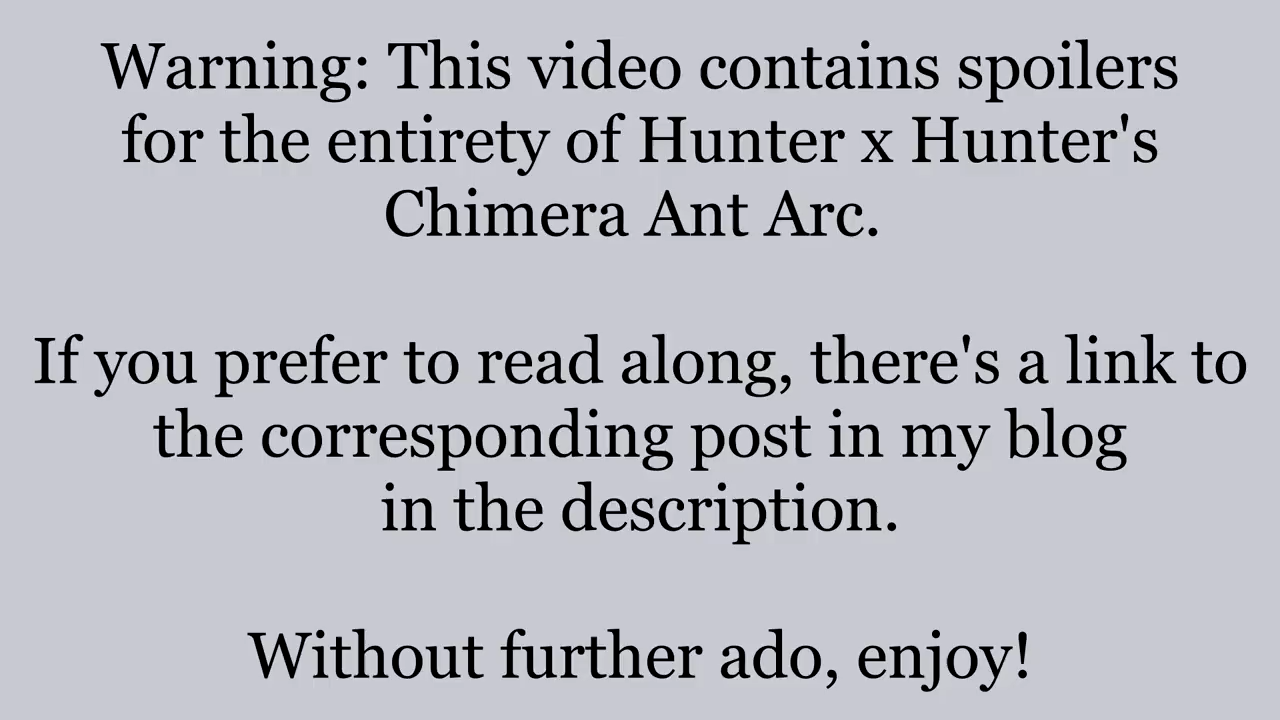 Warning: This video contains spoilers
for the entirety of Hunter x Hunter's
Chimera Ant Arc.
If you prefer to read along, there's a link to
the corresponding post in my blog
in the description.
Without further ado, enjoy!